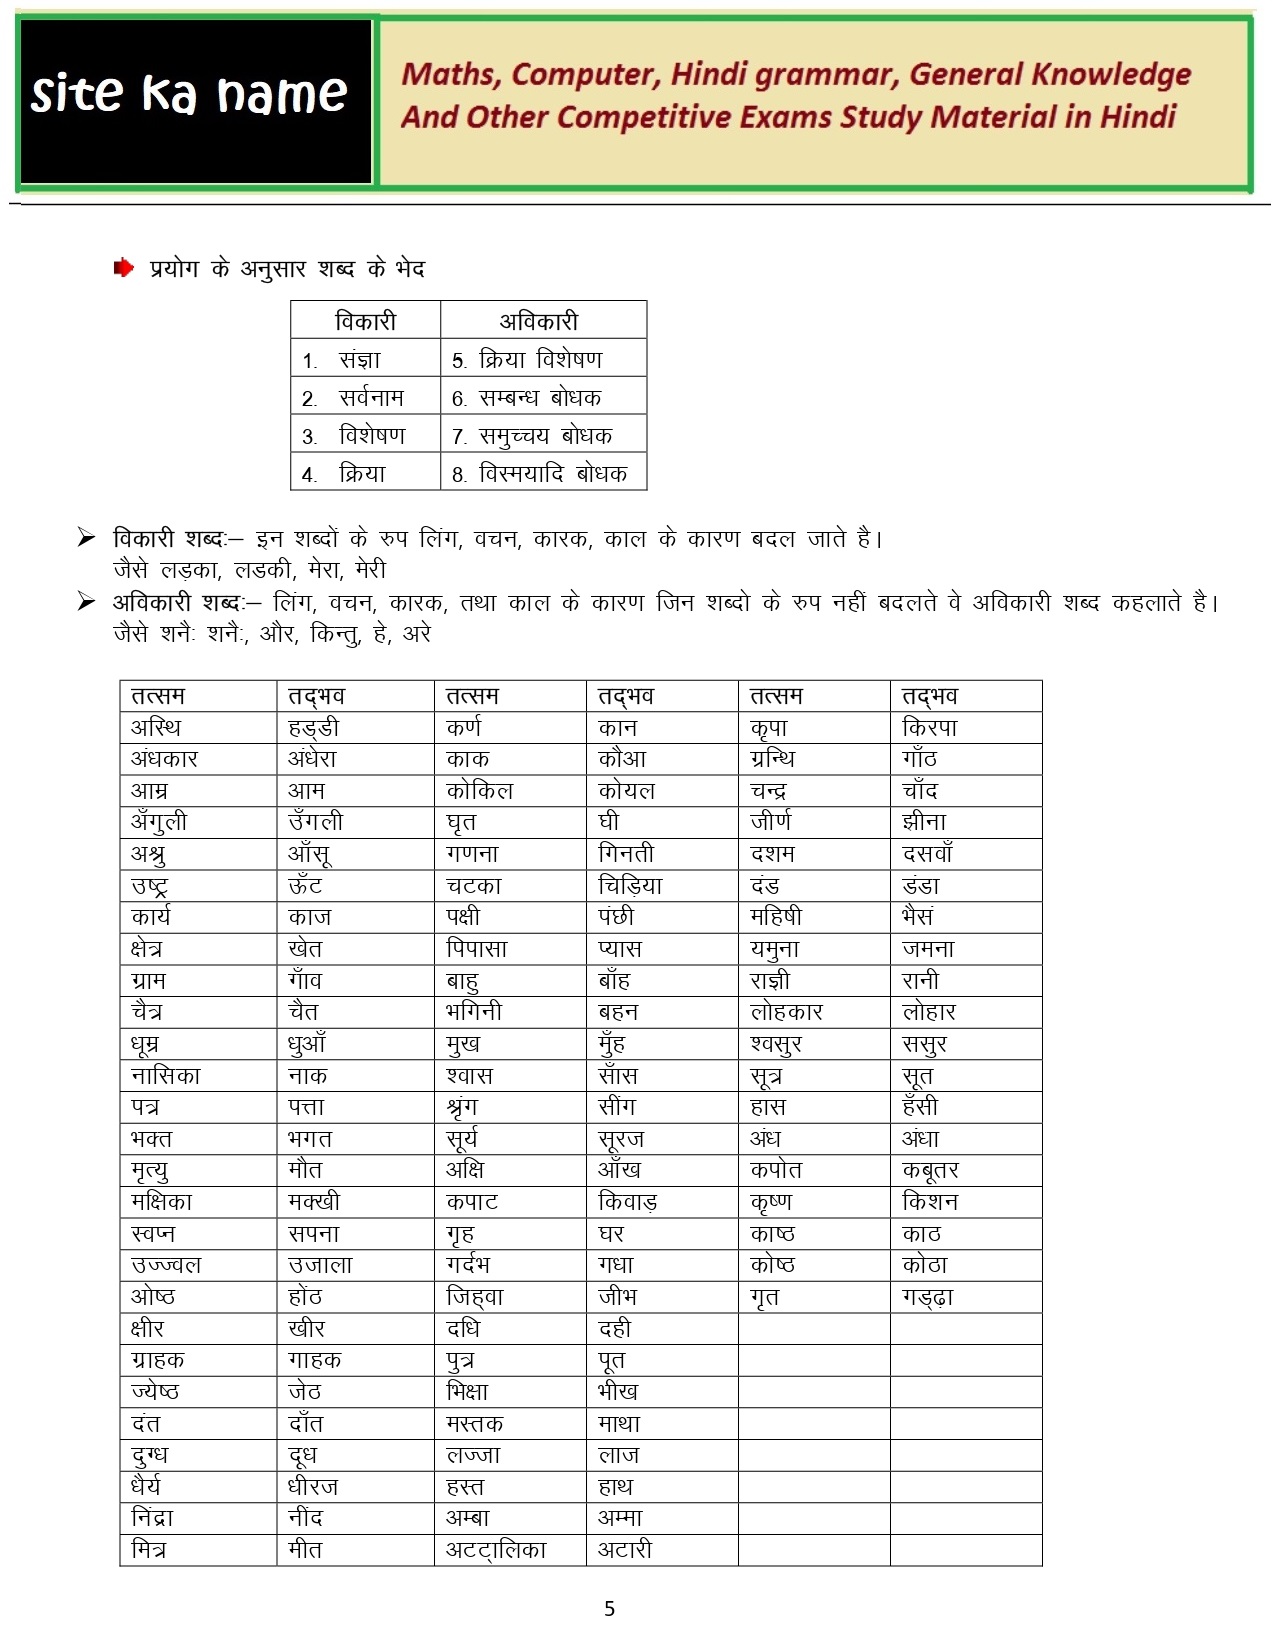 site ka name
Maths, Computer, Hindi grammar, General Knowledge
And Other Competitive Exams Study Material in Hindi
प्रयोग के अनुसार शब्द के भेद
विकारी अविकारी
1. संज्ञा 5. क्रिया विशेषण
2. सर्वनाम 6. सम्बन्ध बोधक
3. विशेषण 7. समुच्चय बोधक
4. क्रिया 8. विस्मयादि बोधक
विकारी शब्द:– इन शब्दों के रुप लिंग, वचन, कारक, काल के कारण बदल जाते है।
जैसे लड़का, लडकी, मेरा, मेरी
अविकारी शब्द:– लिंग, वचन, कारक, तथा काल के कारण जिन शब्दो के रुप नहीं बदलते वे अविकारी शब्द कहलाते है।
जैसे शनैः शनैः, और, किन्तु, हे, अरे
तत्सम तद्भव तत्सम तद्भव तत्सम तद्भव
अस्थि हड्डी कर्ण कान कृपा किरपा
अंधकार अंधेरा काक कौआ ग्रन्थि गाँठ
आम्र आम कोकिल कोयल चन्द्र चाँद
अँगुली उँगली घृत घी जीर्ण झीना
अश्रु आँसू गणना गिनती दशम दसवाँ
उष्ट्र ऊँट चटका चिड़िया दंड डंडा
कार्य काज पक्षी पंछी महिषी भैसं
क्षेत्र खेत पिपासा प्यास यमुना जमना
ग्राम गाँव बाहु बाँह राज्ञी रानी
चैत्र चैत भगिनी बहन लोहकार लोहार
धूम्र धुआँ मुख मुँह श्वसुर ससुर
नासिका नाक श्वास साँस सूत्र सूत
पत्र पत्ता श्रृंग सींग हास हँसी
भक्त भगत सूर्य सूरज अंध अंधा
मृत्यु मौत अक्षि आँख कपोत कबूतर
मक्षिका मक्खी कपाट किवाड़ कृष्ण किशन
स्वप्न सपना गृह घर काष्ठ काठ
उज्ज्वल उजाला गर्दभ गधा कोष्ठ कोठा
ओष्ठ होंठ जिह्वा जीभ गृत गड्ढ़ा
क्षीर खीर दधि दही
ग्राहक गाहक पुत्र पूत
ज्येष्ठ जेठ भिक्षा भीख
दंत दाँत मस्तक माथा
दुग्ध दूध लज्जा लाज
धैर्य धीरज हस्त हाथ
निंद्रा नींद अम्बा अम्मा
मित्र मीत अटट्ालिका अटारी
5